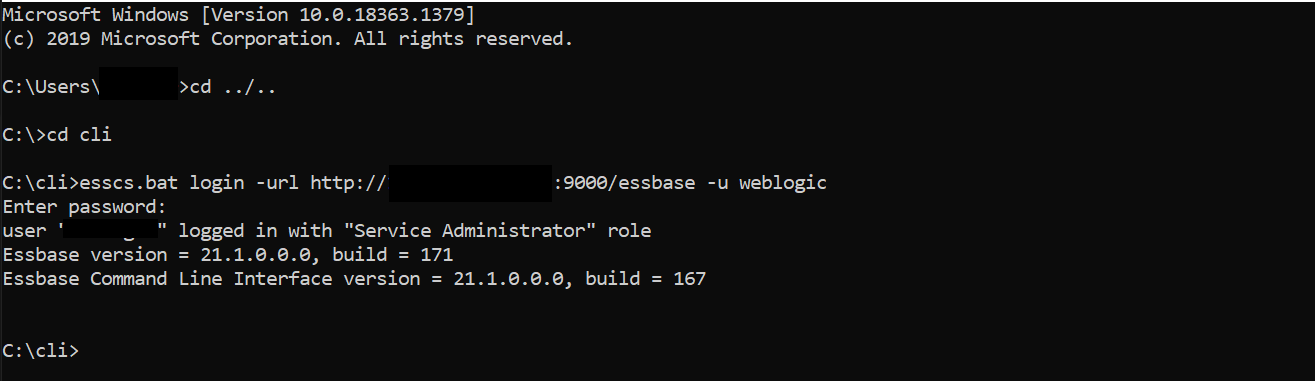 Microsoft Windows [Version 10.0.18363.1379]
(c) 2019 Microsoft Corporation. All rights reserved.
C:\Users\ >cd ../..
C:\>cd cli
C:\cli>esscs.bat login -url http:// :9000/essbase -u weblogic
Enter password:
user " " logged in with "Service Administrator" role
Essbase version = 21.1.0.0.0, build = 171
Essbase Command Line Interface version = 21.1.0.0.0, build = 167
C:\cli>